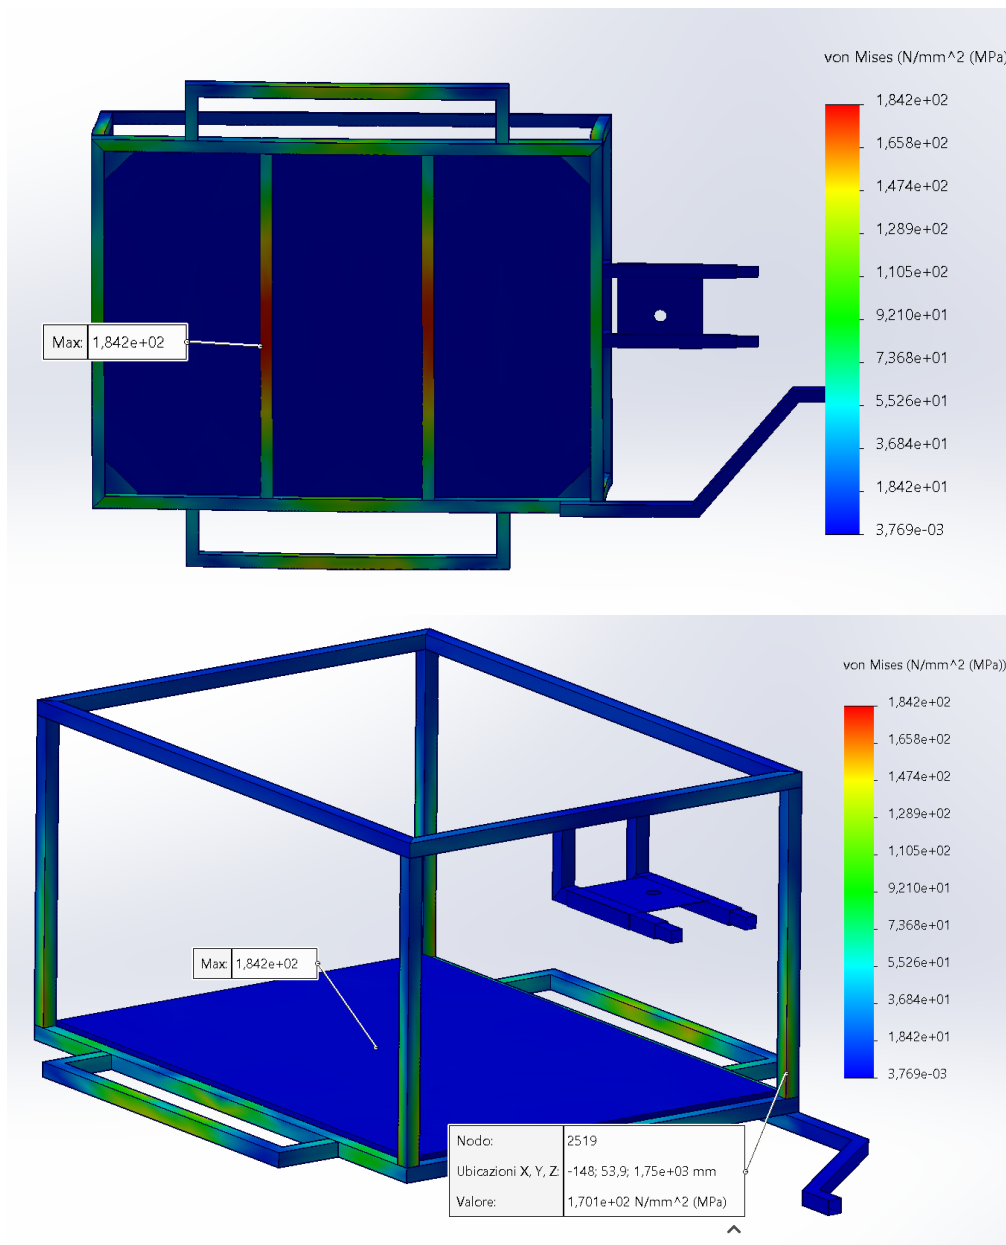 von Mises (N/mm^2 (MPa)
1,842e+02
1,658e+02
1,474e+02
1,289e+02
1,105e+02
9,210e+01
7,368e+01
5,526e+01
3,684e+01
1,842e+01
3,769e-03
Max: 1,842e+02
von Mises (N/mm^2 (MPa))
1,842e+02
1,658e+02
1,474e+02
1,289e+02
1,105e+02
9,210e+01
7,368e+01
5,526e+01
3,684e+01
1,842e+01
3,769e-03
Max: 1,842e+02
Nodo: 2519
Ubicazioni X, Y, Z: -148; 53,9; 1,75e+03 mm
Valore: 1,701e+02 N/mm^2 (MPa)